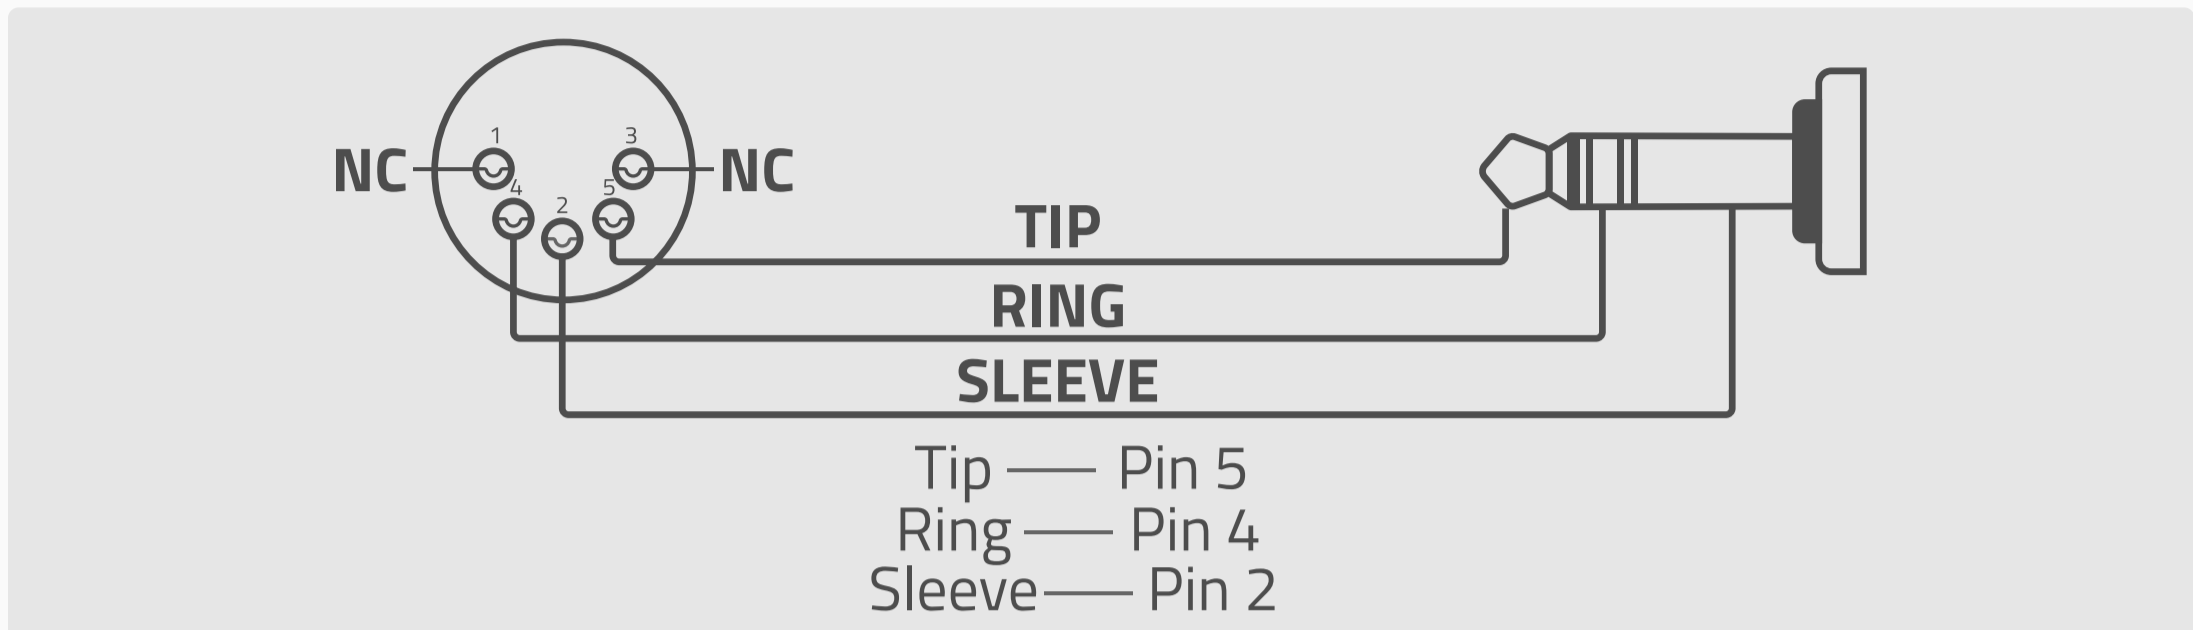 1 3
NC NC
4 5
2
TIP
RING
SLEEVE
Tip —— Pin 5
Ring —— Pin 4
Sleeve —— Pin 2